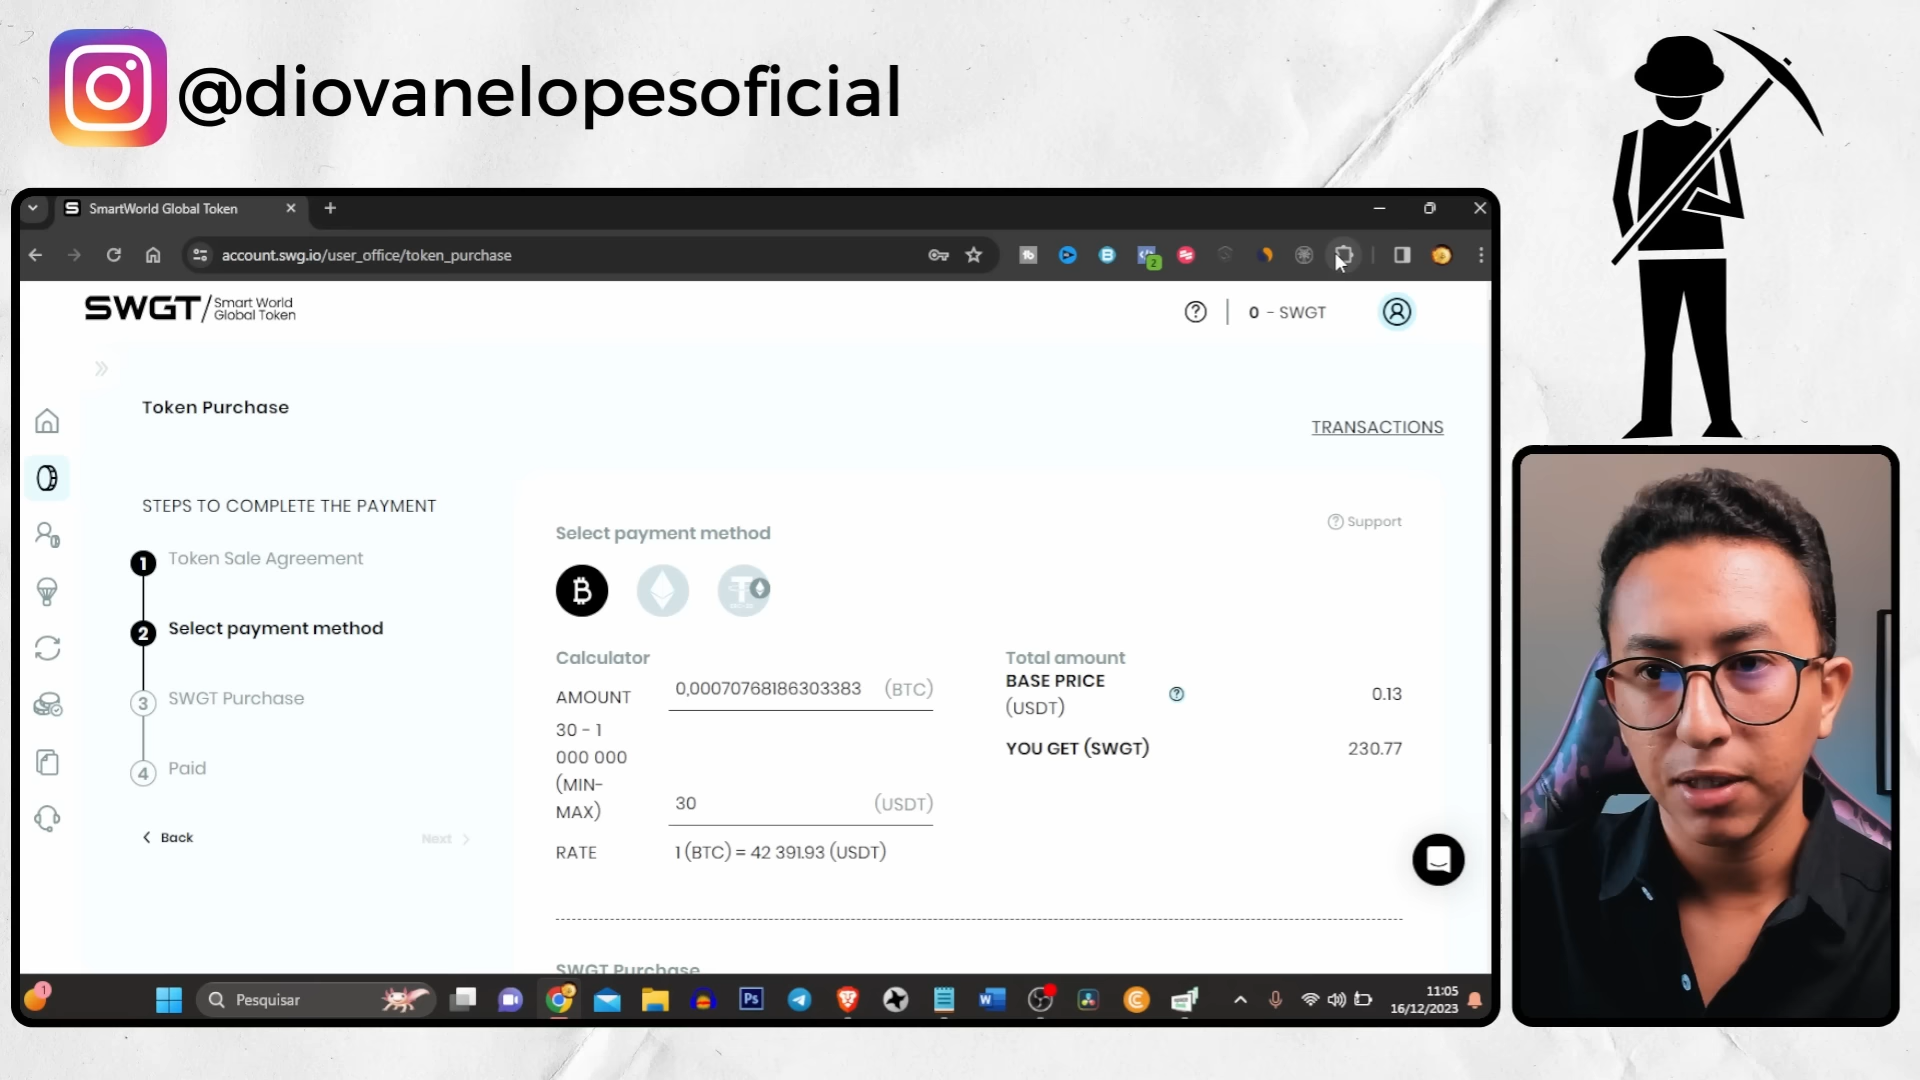 @diovanelopesoficial
SmartWorld Global Token
account.swg.io/user_office/token_purchase
tb
B
2
SWGT/Smart World
Global Token
0 - SWGT
Token Purchase
TRANSACTIONS
STEPS TO COMPLETE THE PAYMENT
1 Token Sale Agreement
2 Select payment method
3 SWGT Purchase
4 Paid
Back
Next
Select payment method
Support
Calculator
AMOUNT
0,00070768186303383 (BTC)
30 - 1
000 000
(MIN-
MAX)
30 (USDT)
RATE
1 (BTC) = 42 391.93 (USDT)
Total amount
BASE PRICE
(USDT)
0.13
YOU GET (SWGT)
230.77
SWGT Purchase
1
Pesquisar
Ps
W
11:05
16/12/2023